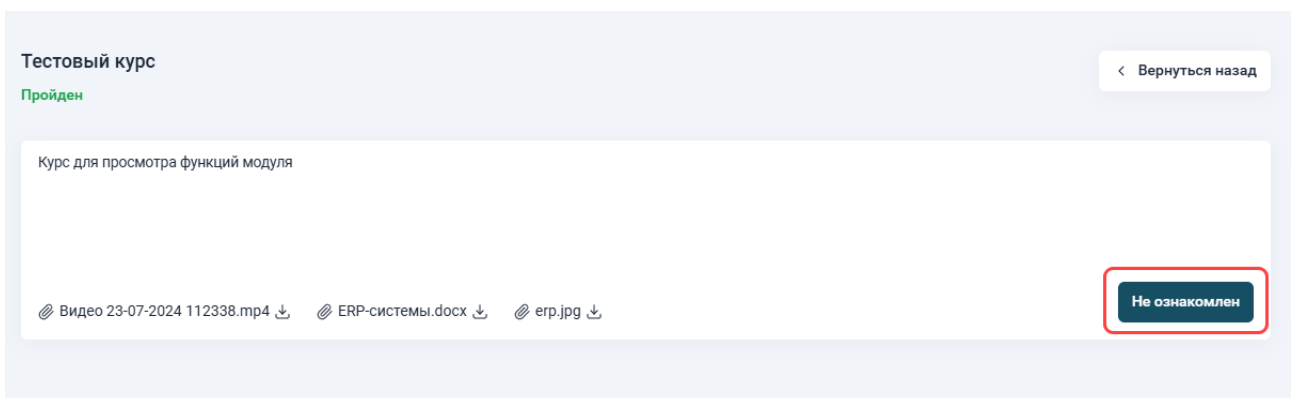 Тестовый курс
Вернуться назад
Пройден
Курс для просмотра функций модуля
Видео 23-07-2024 112338.mp4 ERP-системы.docx erp.jpg
Не ознакомлен